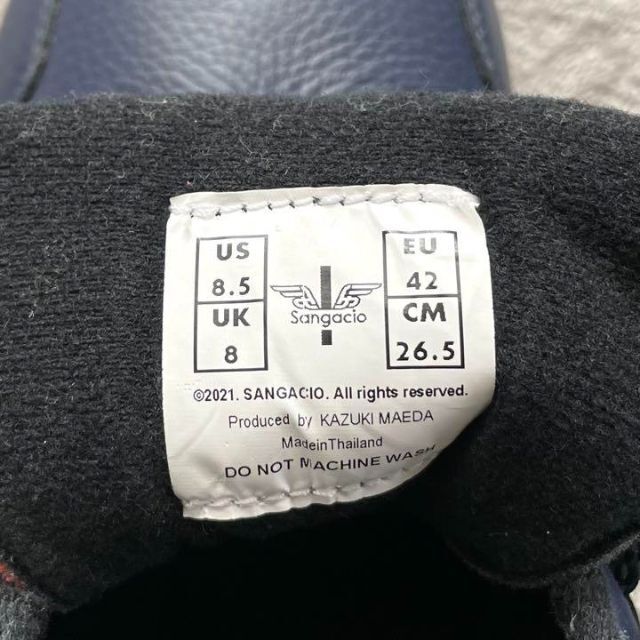 US
8.5
UK
8
Sangacio
EU
42
CM
26.5
©2021. SANGACIO. All rights reserved.
Produced by KAZUKI MAEDA
MadeinThailand
DO NOT MACHINE WASH